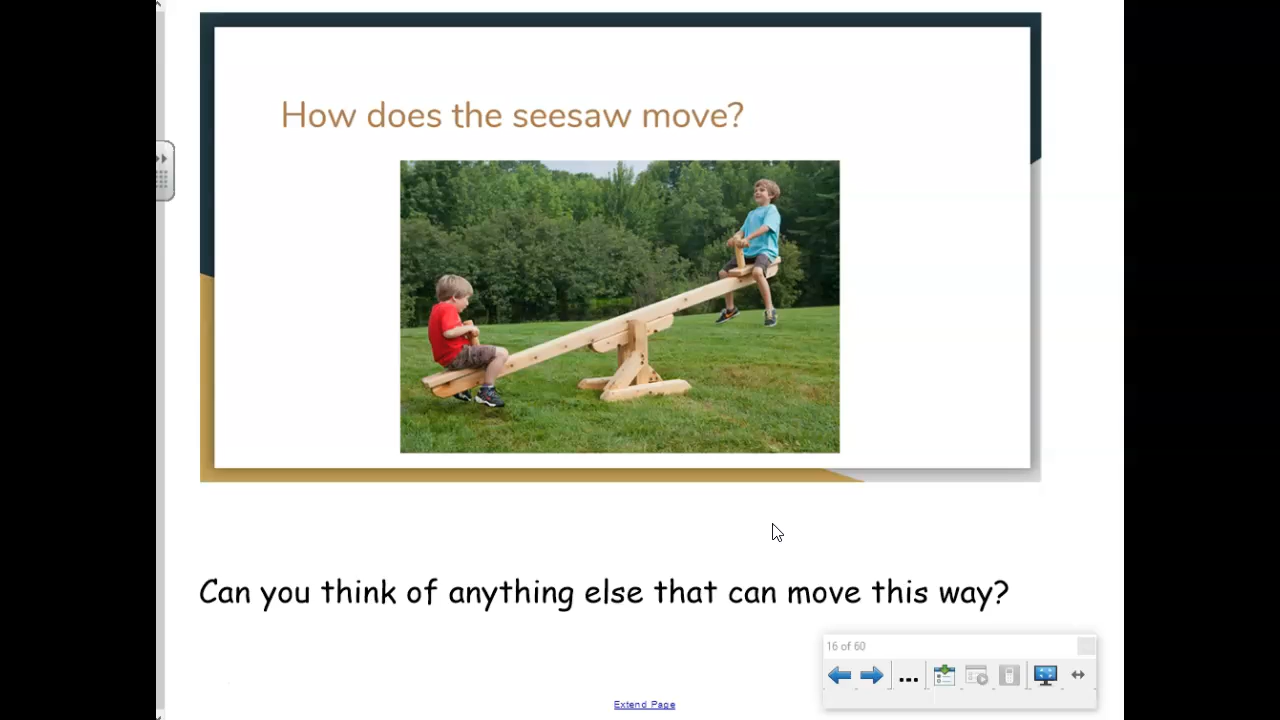 How does the seesaw move?
Can you think of anything else that can move this way?
16 of 60
Extend Page